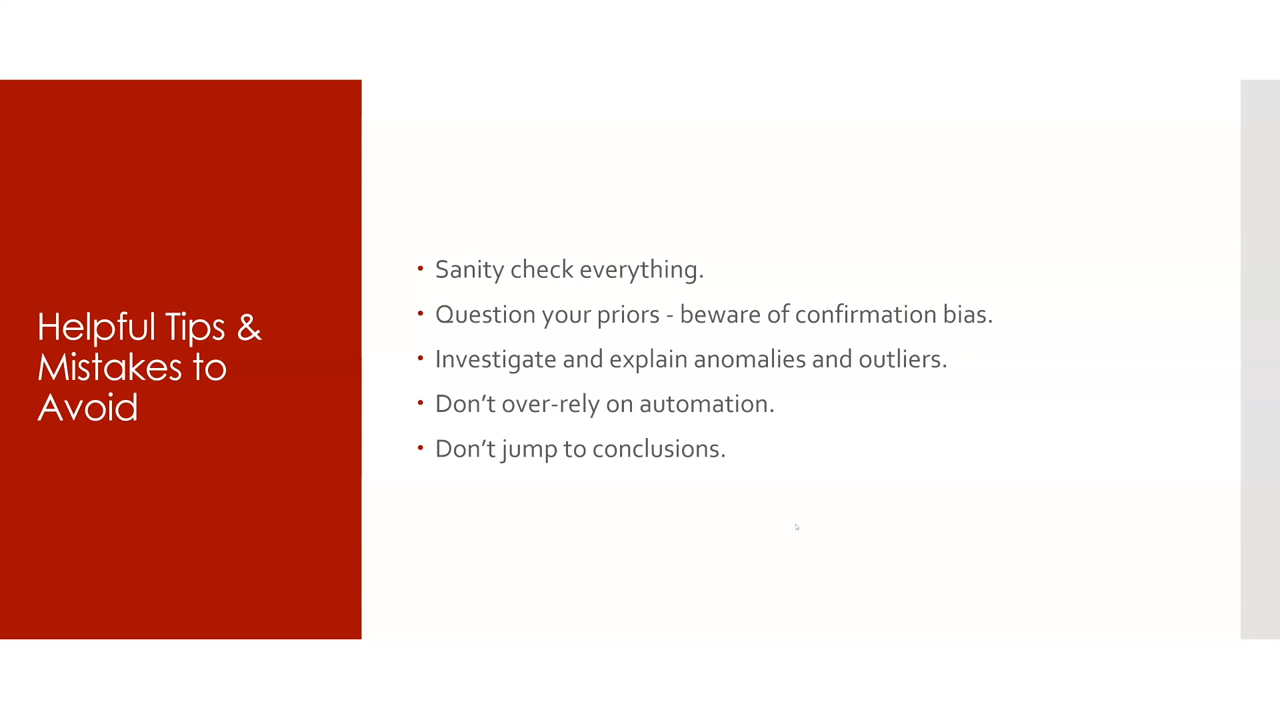 Helpful Tips &
Mistakes to
Avoid
• Sanity check everything.
• Question your priors - beware of confirmation bias.
• Investigate and explain anomalies and outliers.
• Don’t over-rely on automation.
• Don’t jump to conclusions.